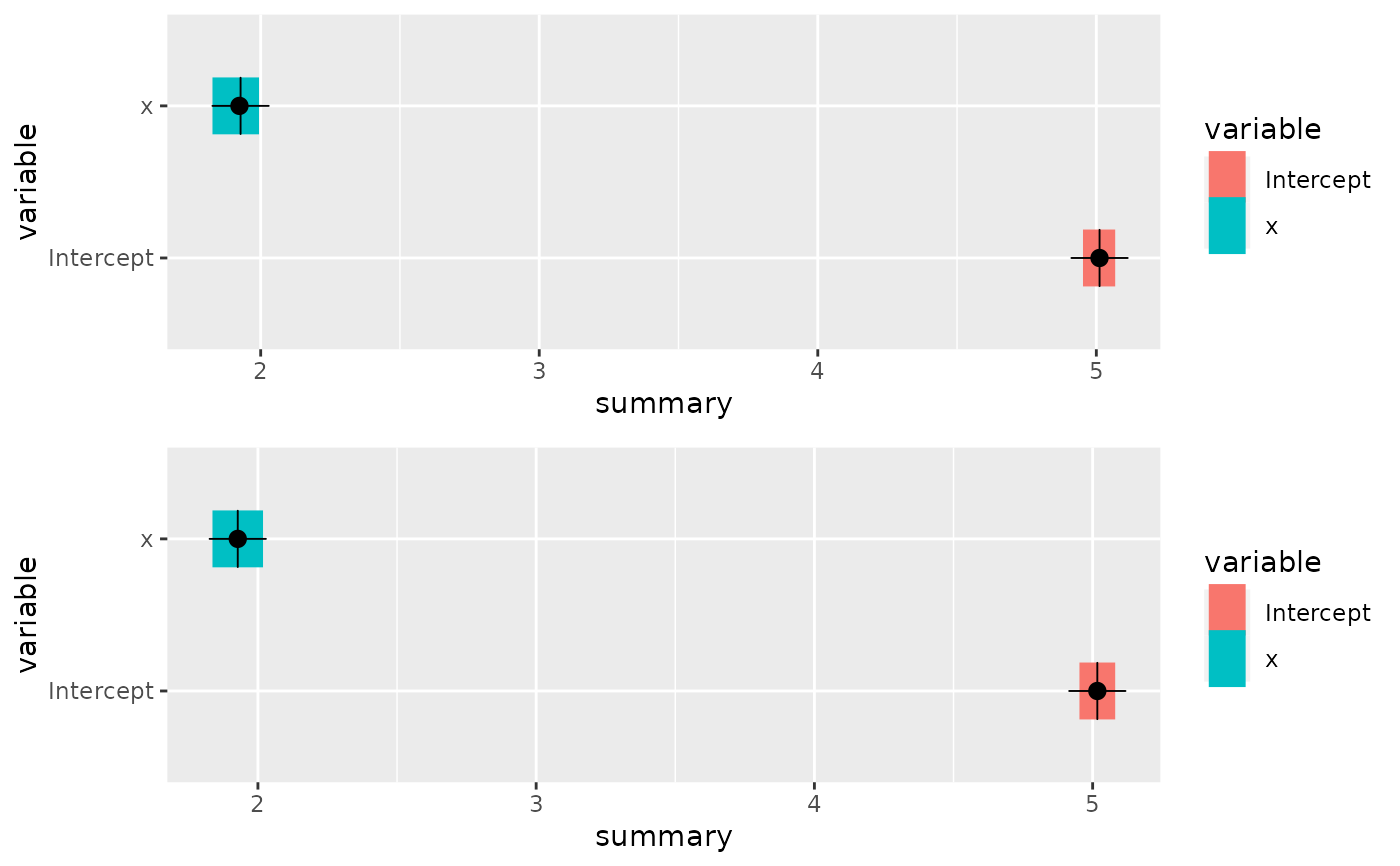 variable
x
Intercept
2 3 4 5
summary
variable
Intercept
x
variable
x
Intercept
2 3 4 5
summary
variable
Intercept
x